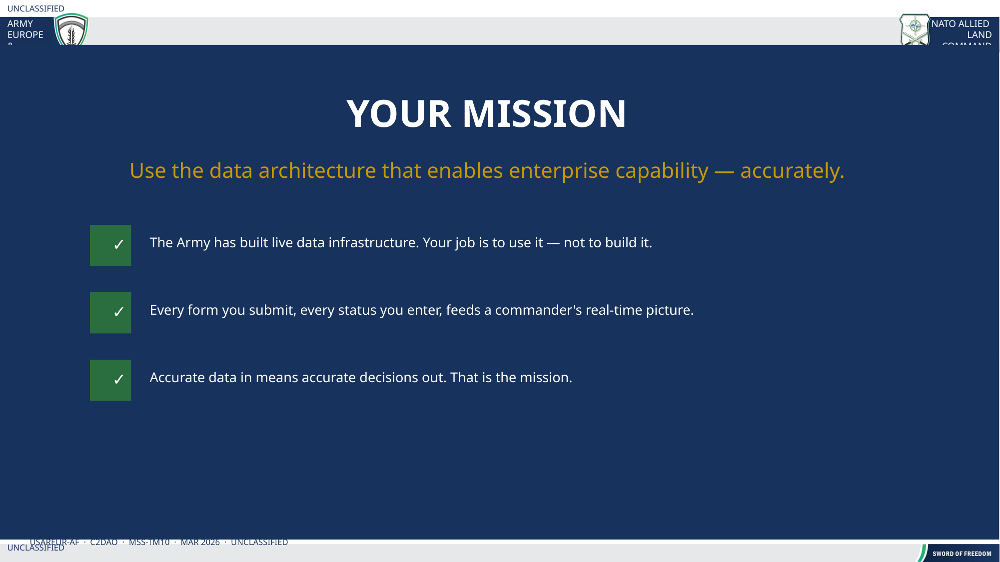 UNCLASSIFIED
ARMY
EUROPE
&
NATO ALLIED
LAND
COMMAND
YOUR MISSION
Use the data architecture that enables enterprise capability — accurately.
✓ The Army has built live data infrastructure. Your job is to use it — not to build it.
✓ Every form you submit, every status you enter, feeds a commander's real-time picture.
✓ Accurate data in means accurate decisions out. That is the mission.
USAREUR-AF · C2DAO · MSS-TM10 · MAR 2026 · UNCLASSIFIED
UNCLASSIFIED
SWORD OF FREEDOM